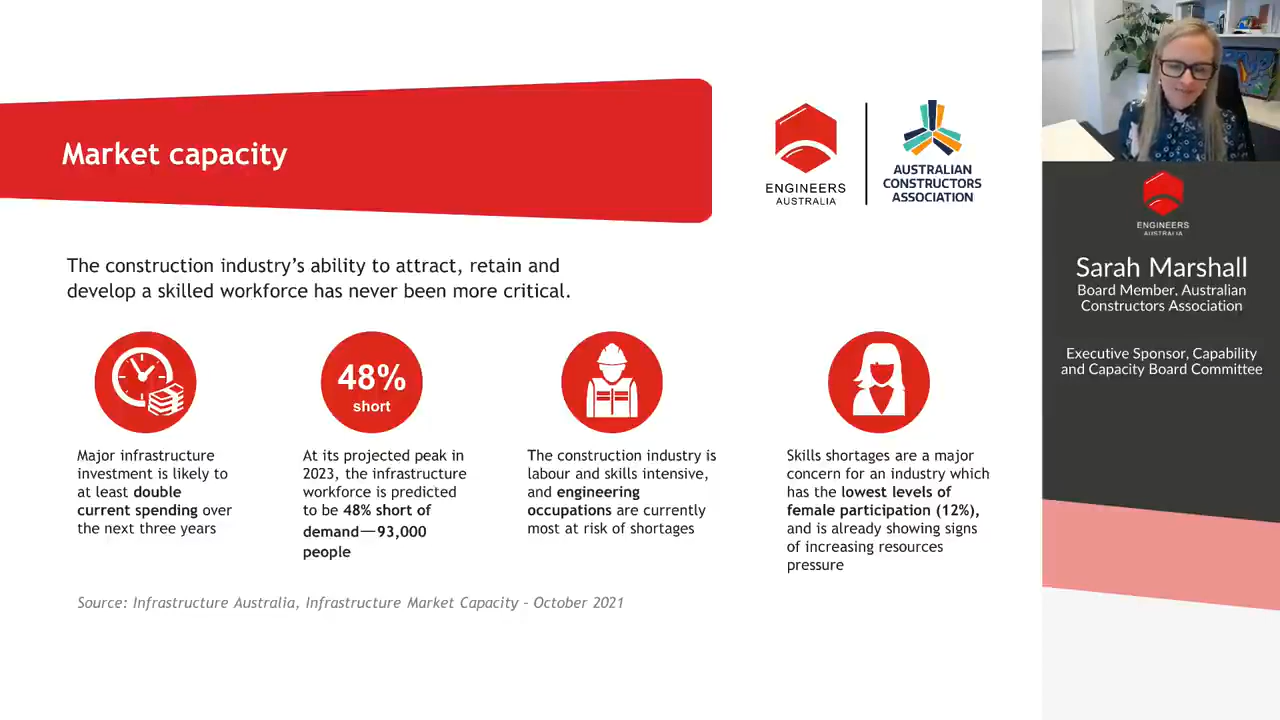 Market capacity
ENGINEERS
AUSTRALIA
AUSTRALIAN
CONSTRUCTORS
ASSOCIATION
The construction industry's ability to attract, retain and
develop a skilled workforce has never been more critical.
Major infrastructure
investment is likely to
at least double
current spending over
the next three years
48%
short
At its projected peak in
2023, the infrastructure
workforce is predicted
to be 48% short of
demand—93,000
people
The construction industry is
labour and skills intensive,
and engineering
occupations are currently
most at risk of shortages
Skills shortages are a major
concern for an industry which
has the lowest levels of
female participation (12%),
and is already showing signs
of increasing resources
pressure
Source: Infrastructure Australia, Infrastructure Market Capacity – October 2021
ENGINEERS
AUSTRALIA
Sarah Marshall
Board Member, Australian
Constructors Association
Executive Sponsor, Capability
and Capacity Board Committee